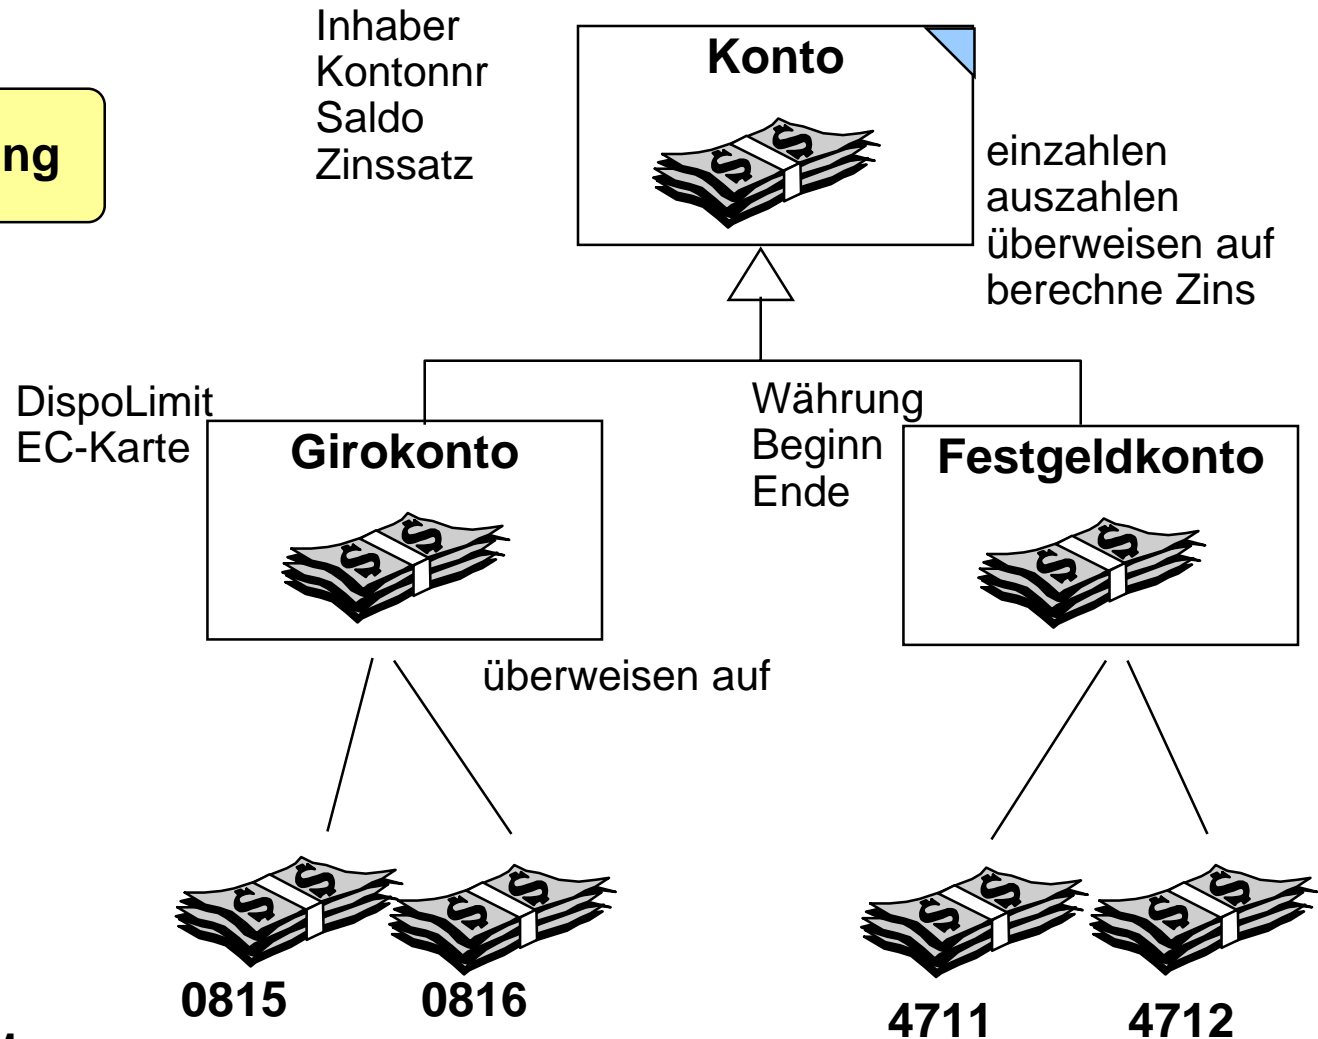 Inhaber
Kontonnr
Saldo
Zinssatz
Konto
ng
einzahlen
auszahlen
überweisen auf
berechne Zins
DispoLimit
EC-Karte
Girokonto
Währung
Beginn
Ende
Festgeldkonto
überweisen auf
0815
0816
4711
4712